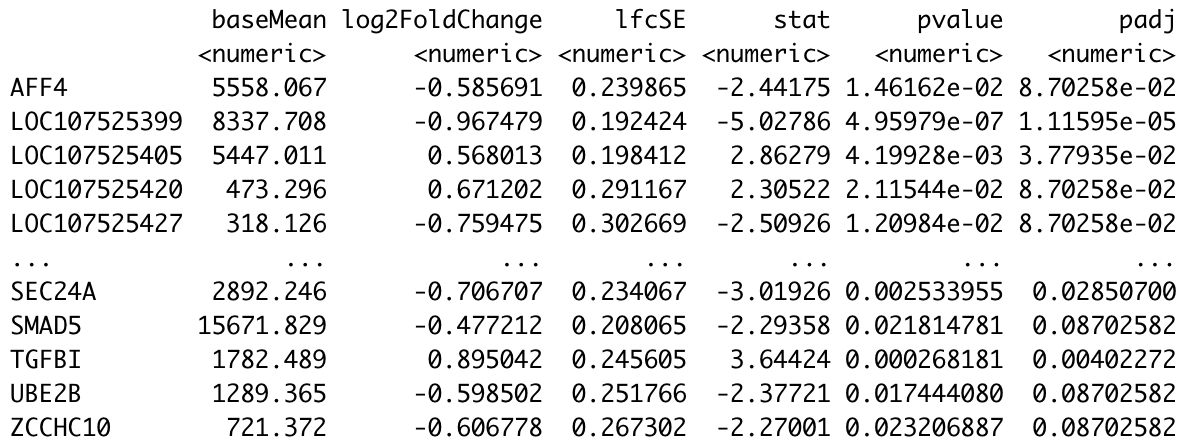 baseMean log2FoldChange lfcSE stat pvalue padj
<numeric> <numeric> <numeric> <numeric> <numeric> <numeric>
AFF4 5558.067 -0.585691 0.239865 -2.44175 1.46162e-02 8.70258e-02
LOC107525399 8337.708 -0.967479 0.192424 -5.02786 4.95979e-07 1.11595e-05
LOC107525405 5447.011 0.568013 0.198412 2.86279 4.19928e-03 3.77935e-02
LOC107525420 473.296 0.671202 0.291167 2.30522 2.11544e-02 8.70258e-02
LOC107525427 318.126 -0.759475 0.302669 -2.50926 1.20984e-02 8.70258e-02
... ... ... ... ... ... ...
SEC24A 2892.246 -0.706707 0.234067 -3.01926 0.002533955 0.02850700
SMAD5 15671.829 -0.477212 0.208065 -2.29358 0.021814781 0.08702582
TGFBI 1782.489 0.895042 0.245605 3.64424 0.000268181 0.00402272
UBE2B 1289.365 -0.598502 0.251766 -2.37721 0.017444080 0.08702582
ZCCHC10 721.372 -0.606778 0.267302 -2.27001 0.023206887 0.08702582